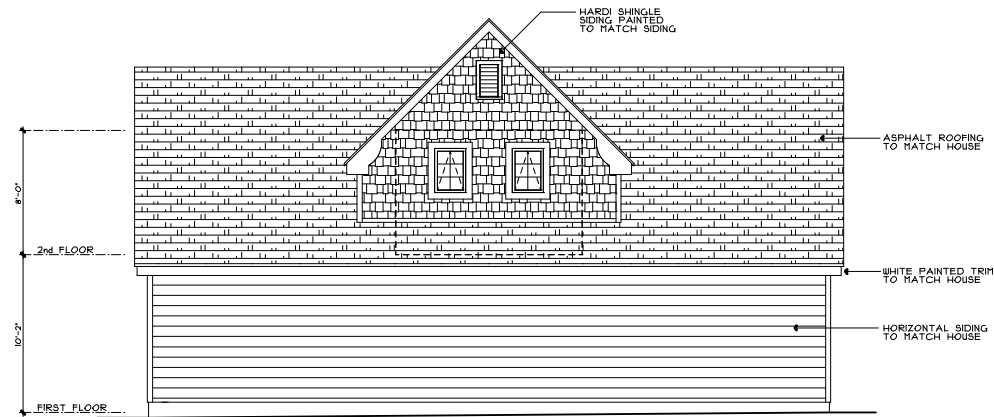 HARDI SHINGLE
SIDING PAINTED
TO MATCH SIDING
ASPHALT ROOFING
TO MATCH HOUSE
8'-0"
2nd FLOOR
WHITE PAINTED TRIM
TO MATCH HOUSE
HORIZONTAL SIDING
TO MATCH HOUSE
10'-2"
FIRST FLOOR